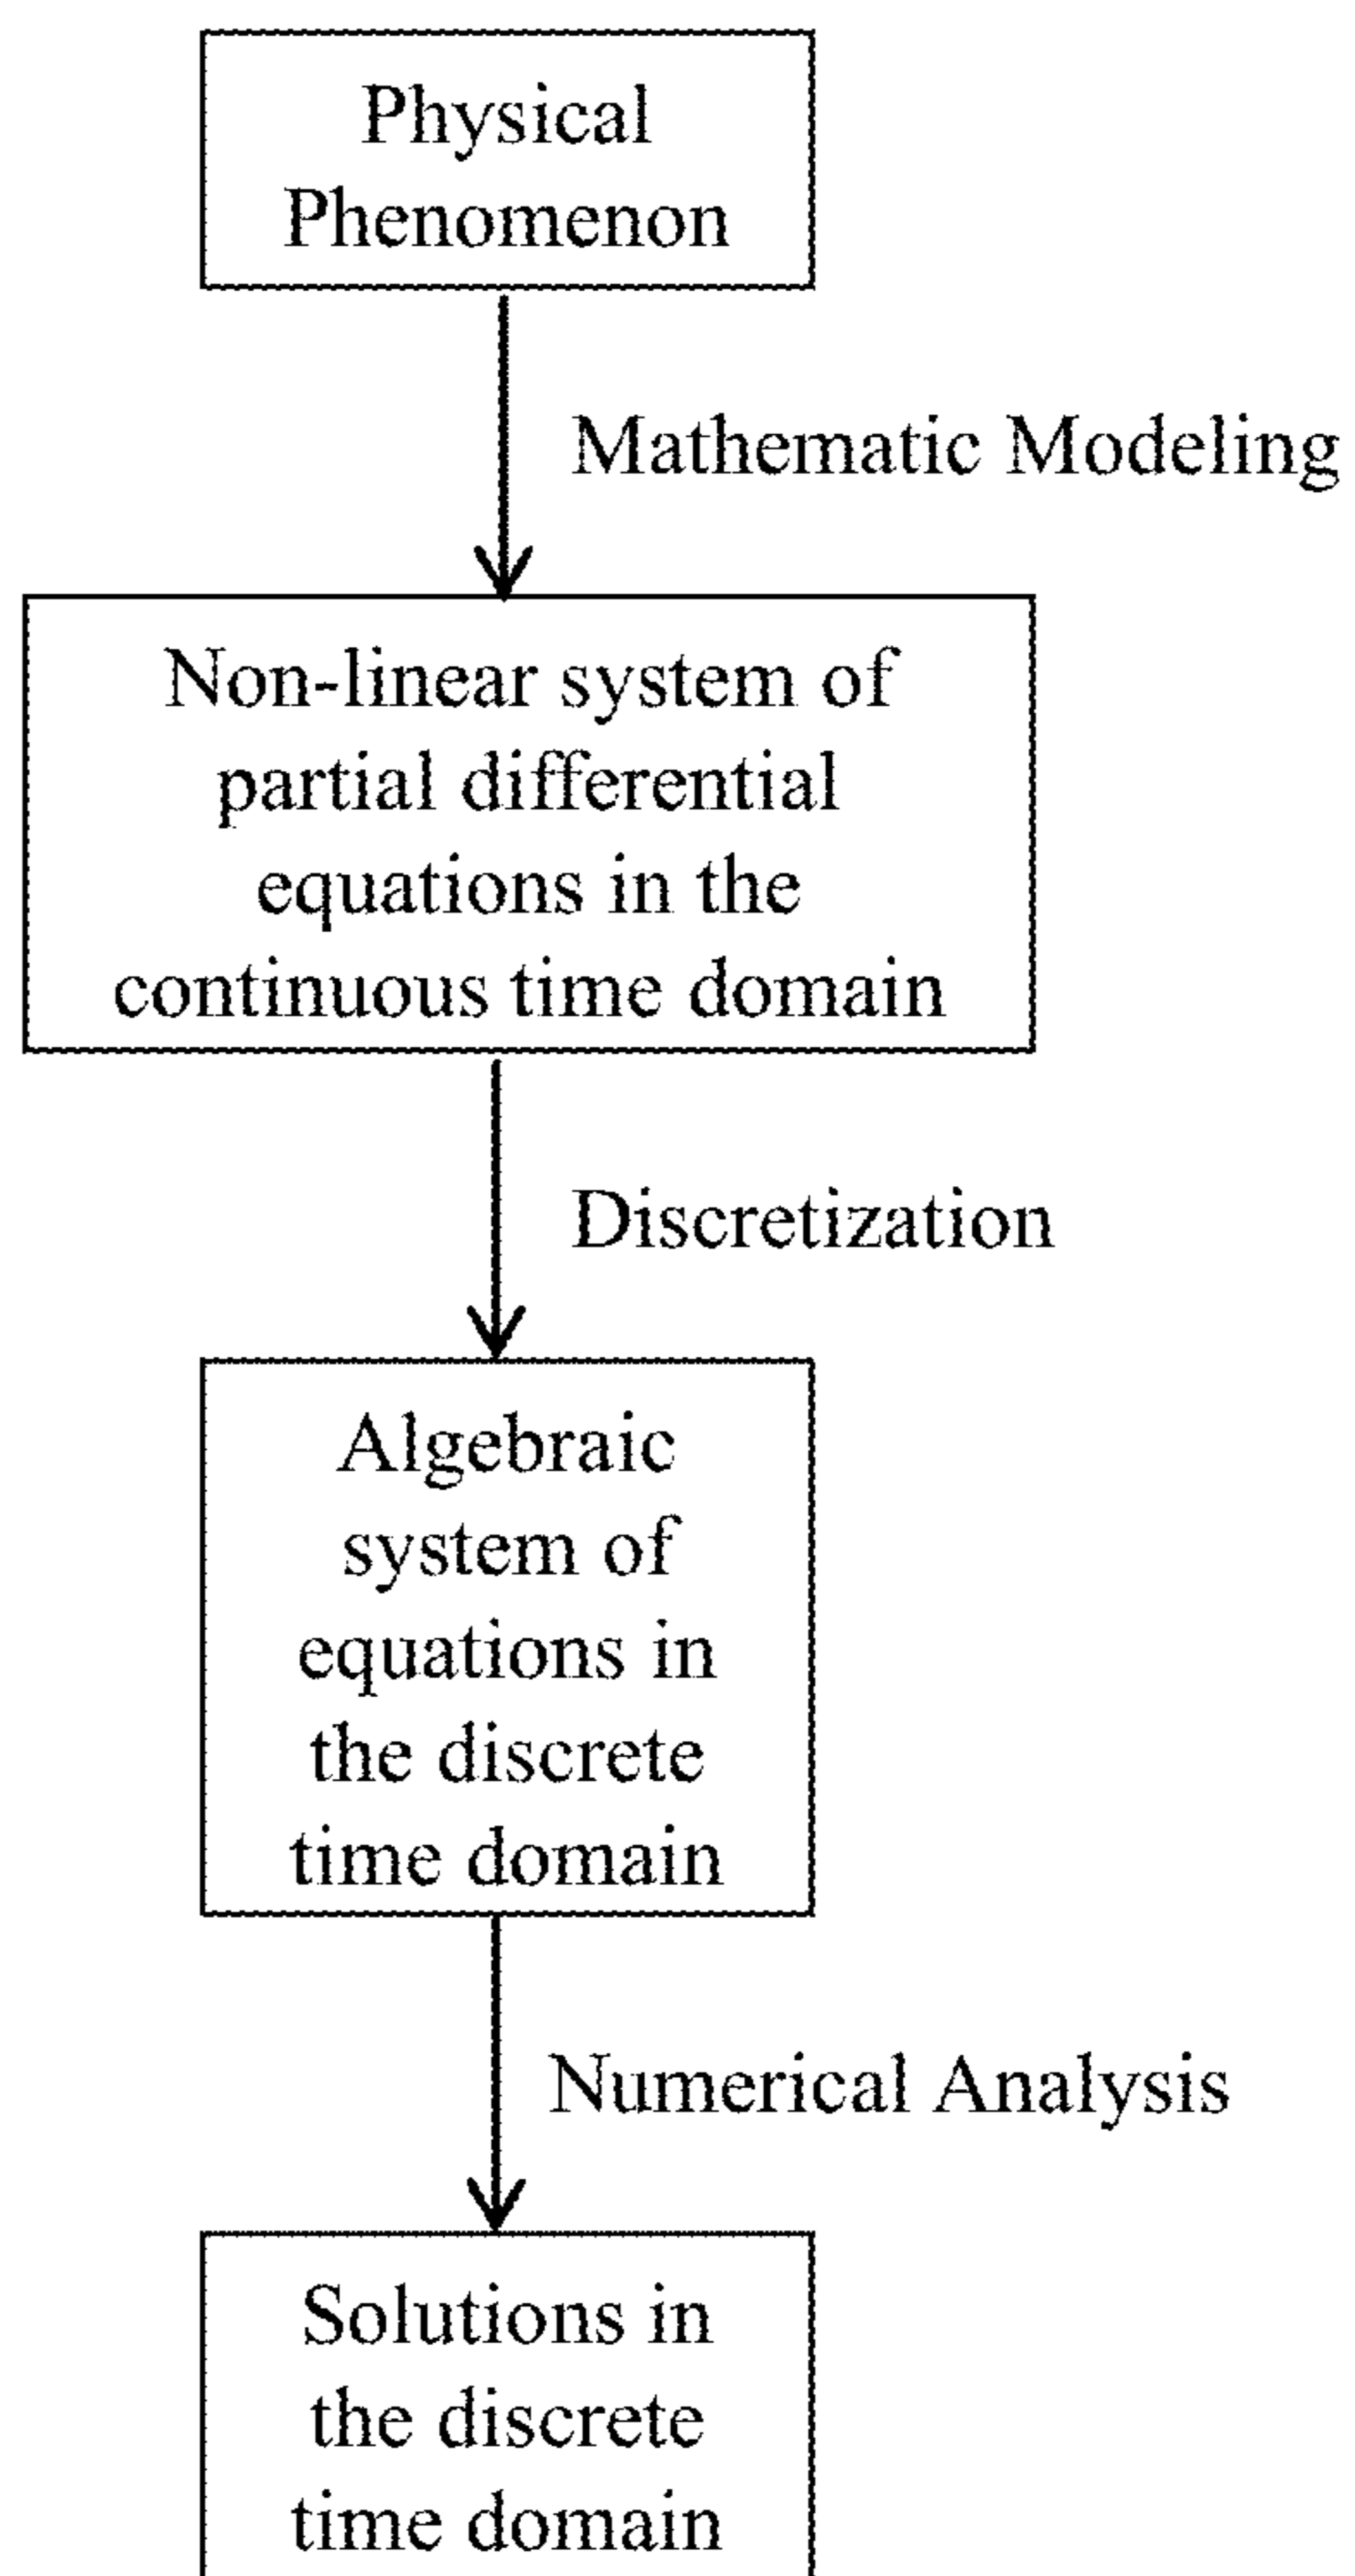 Physical
Phenomenon
Mathematic Modeling
Non-linear system of
partial differential
equations in the
continuous time domain
Discretization
Algebraic
system of
equations in
the discrete
time domain
Numerical Analysis
Solutions in
the discrete
time domain